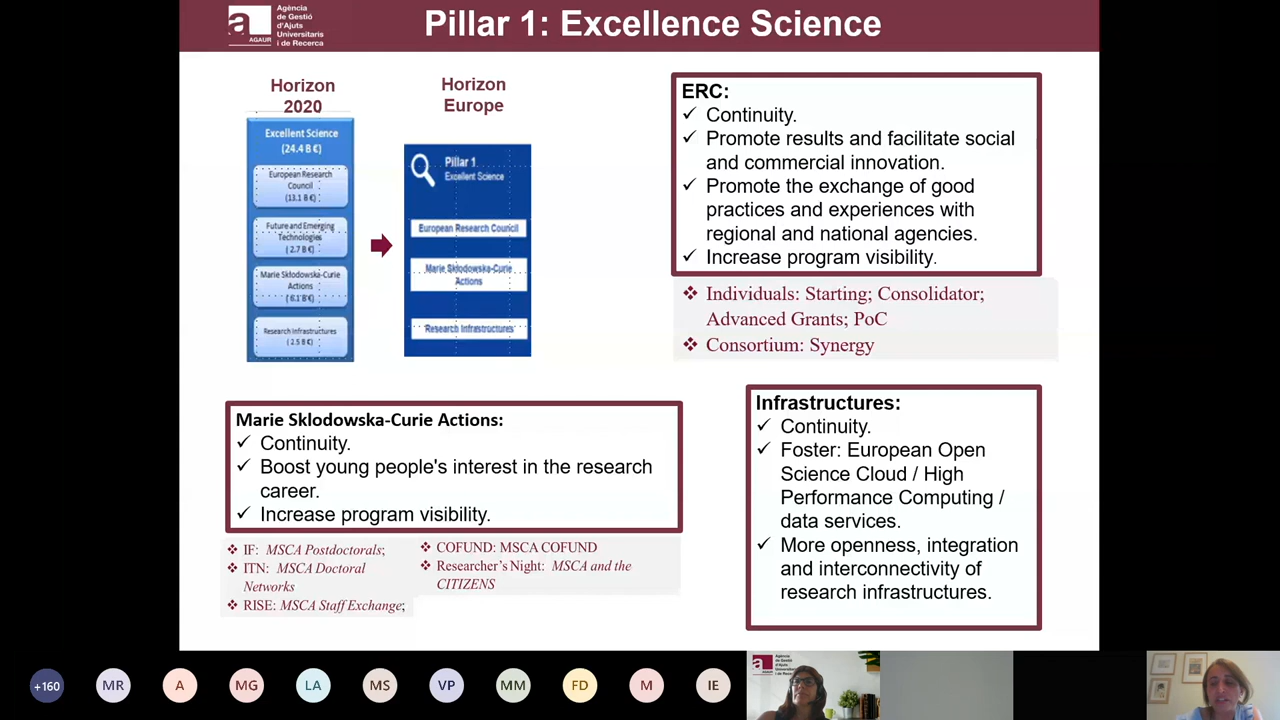 Agència
de Gestió
d'Ajuts
Universitaris
i de Recerca
a
AGAUR
Pillar 1: Excellence Science
Horizon
2020
Excellent Science
(24.4 B €)
European Research
Council
(13.1 B €)
Future and Emerging
Technologies
(2.7 B €)
Marie Skłodowska-Curie
Actions
(6.1 B €)
Research Infrastructures
(2.5 B €)
Horizon
Europe
Pillar 1
Excellent Science
European Research Council
Marie Skłodowska-Curie
Actions
Research Infrastructures
ERC:
✓ Continuity.
✓ Promote results and facilitate social
and commercial innovation.
✓ Promote the exchange of good
practices and experiences with
regional and national agencies.
✓ Increase program visibility.
❖ Individuals: Starting; Consolidator;
Advanced Grants; PoC
❖ Consortium: Synergy
Marie Sklodowska-Curie Actions:
✓ Continuity.
✓ Boost young people's interest in the research
career.
✓ Increase program visibility.
❖ IF: MSCA Postdoctorals;
❖ ITN: MSCA Doctoral
Networks
❖ RISE: MSCA Staff Exchange;
❖ COFUND: MSCA COFUND
❖ Researcher's Night: MSCA and the
CITIZENS
Infrastructures:
✓ Continuity.
✓ Foster: European Open
Science Cloud / High
Performance Computing /
data services.
✓ More openness, integration
and interconnectivity of
research infrastructures.
+160
MR
A
MG
LA
MS
VP
MM
FD
M
IE
Agència
de Gestió
d'Ajuts
Universitaris
i de Recerca